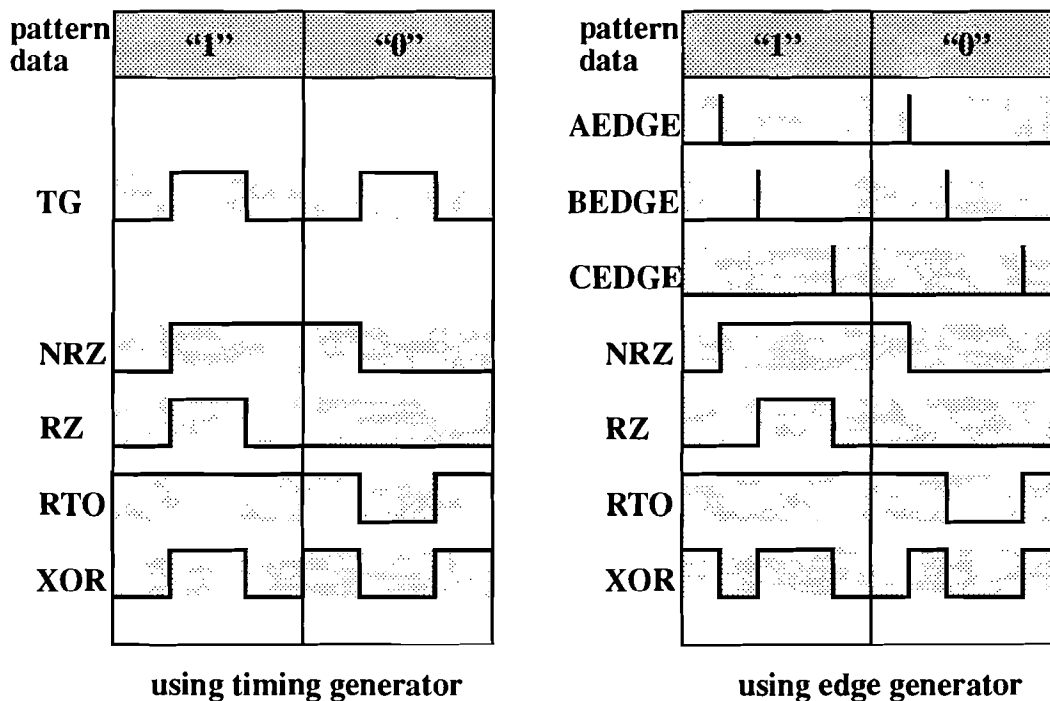 pattern data “1” “0”
TG
NRZ
RZ
RTO
XOR
using timing generator
pattern data “1” “0”
AEDGE
BEDGE
CEDGE
NRZ
RZ
RTO
XOR
using edge generator